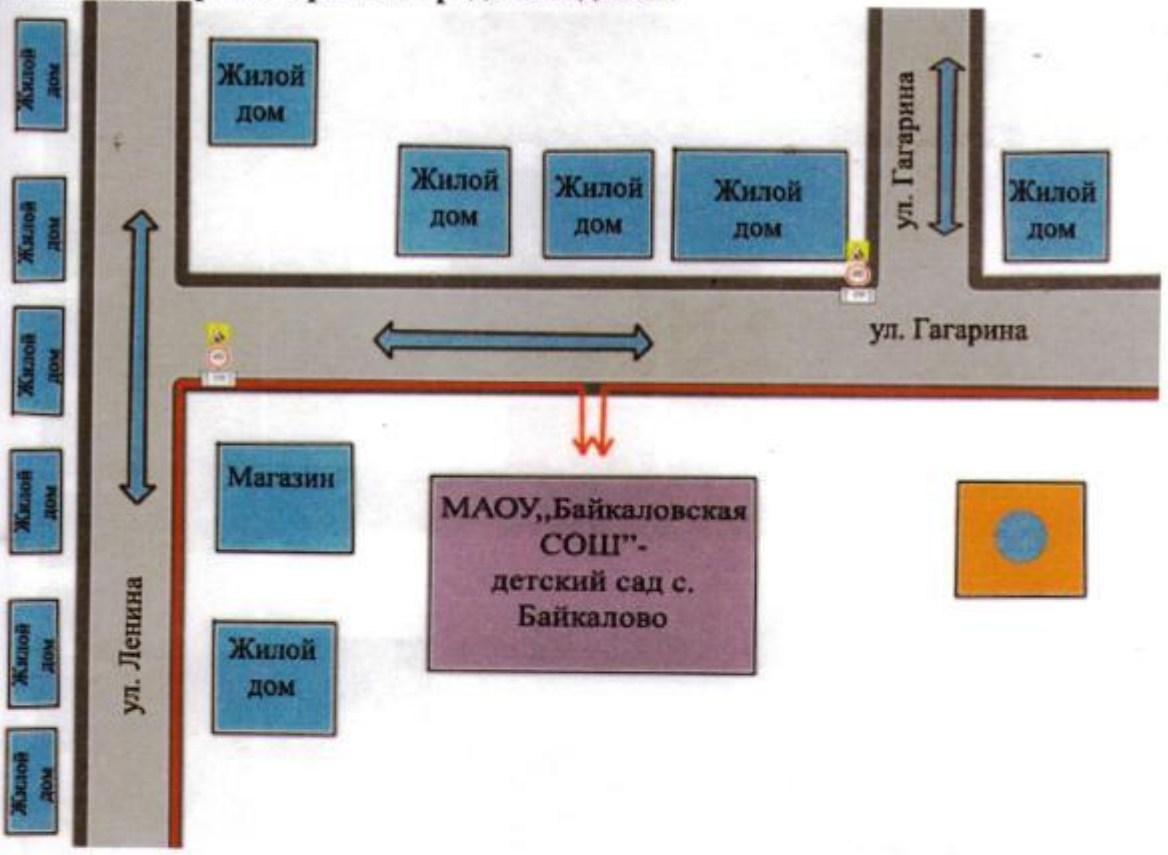 Жилой
дом
Жилой
дом
Жилой
дом
Жилой
дом
Жилой
дом
Жилой
дом
Жилой
дом
Жилой
дом
Жилой
дом
Жилой
дом
ул. Гагарина
Жилой
дом
ул. Гагарина
Магазин
МАОУ,,Байкаловская
СОШ”-
детский сад с.
Байкалово
Жилой
дом
ул. Ленина